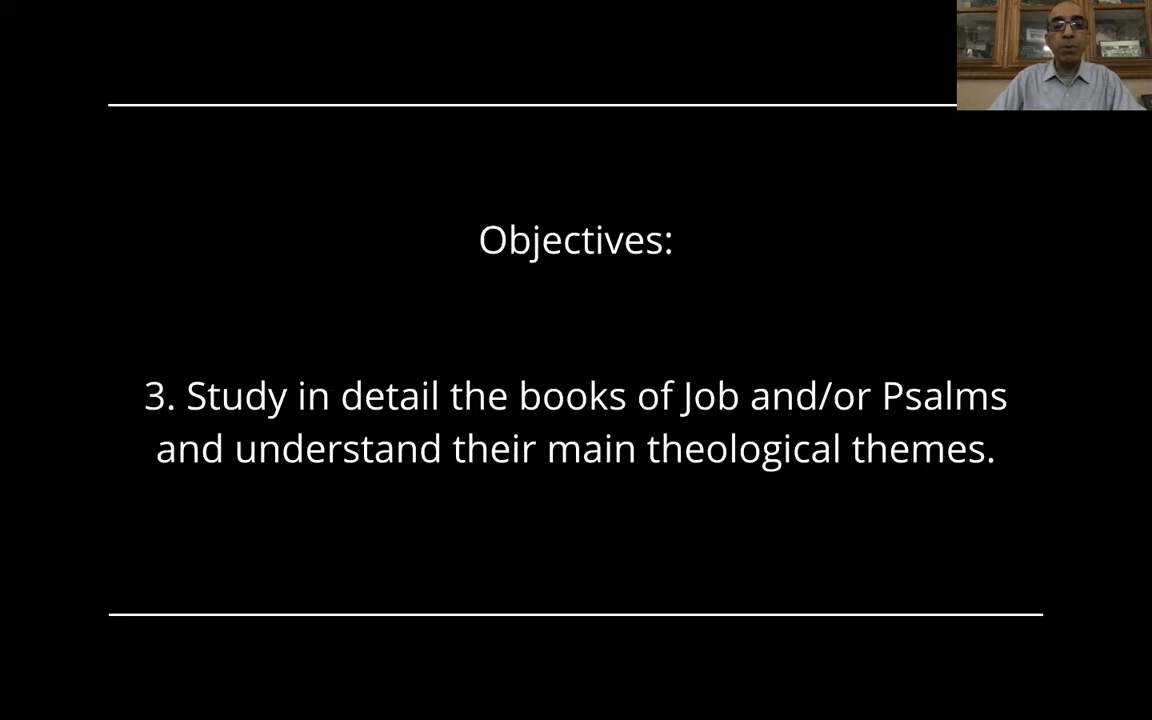 Objectives:
3. Study in detail the books of Job and/or Psalms
and understand their main theological themes.